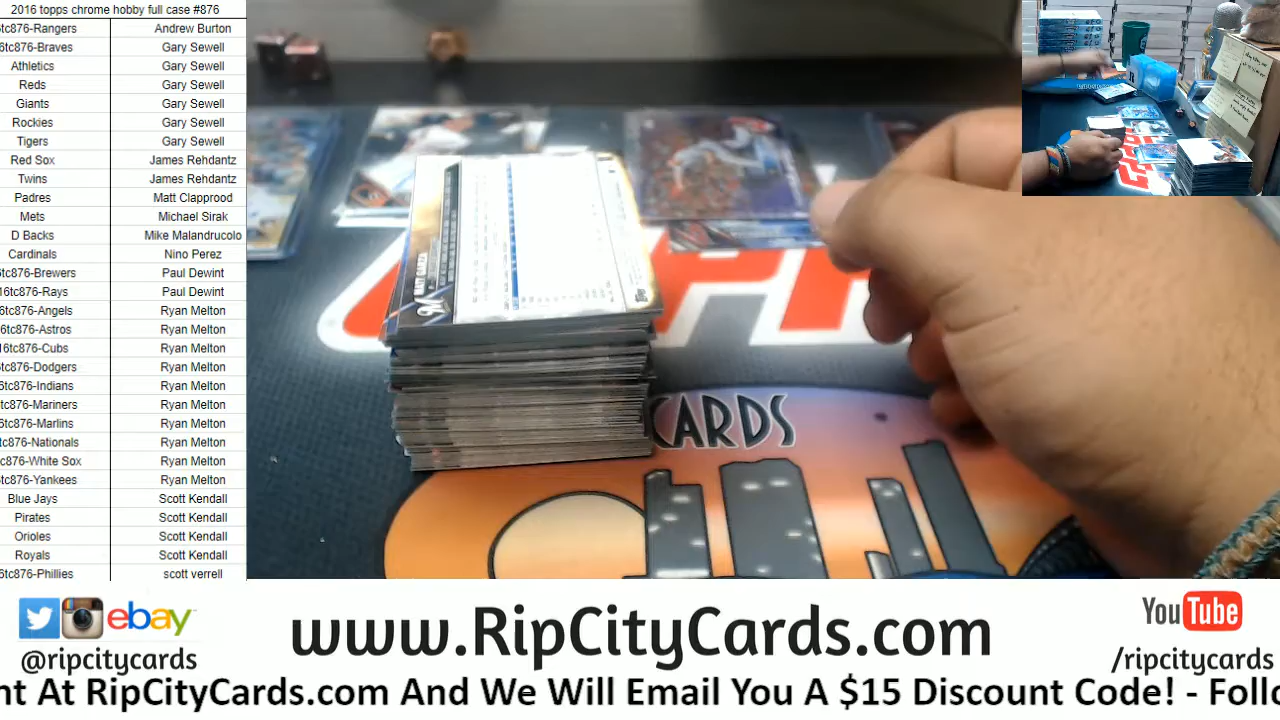 2016 topps chrome hobby full case #876
6tc876-Rangers Andrew Burton
6tc876-Braves Gary Sewell
Athletics Gary Sewell
Reds Gary Sewell
Giants Gary Sewell
Rockies Gary Sewell
Tigers Gary Sewell
Red Sox James Rehdantz
Twins James Rehdantz
Padres Matt Clapprood
Mets Michael Sirak
D Backs Mike Malandrucolo
Cardinals Nino Perez
6tc876-Brewers Paul Dewint
16tc876-Rays Paul Dewint
6tc876-Angels Ryan Melton
6tc876-Astros Ryan Melton
16tc876-Cubs Ryan Melton
tc876-Dodgers Ryan Melton
6tc876-Indians Ryan Melton
tc876-Mariners Ryan Melton
6tc876-Marlins Ryan Melton
tc876-Nationals Ryan Melton
c876-White Sox Ryan Melton
tc876-Yankees Ryan Melton
Blue Jays Scott Kendall
Pirates Scott Kendall
Orioles Scott Kendall
Royals Scott Kendall
6tc876-Phillies scott verrell
CARDS
ebay
@ripcitycards
www.RipCityCards.com
YouTube
/ripcitycards
nt At RipCityCards.com And We Will Email You A $15 Discount Code! - Follo